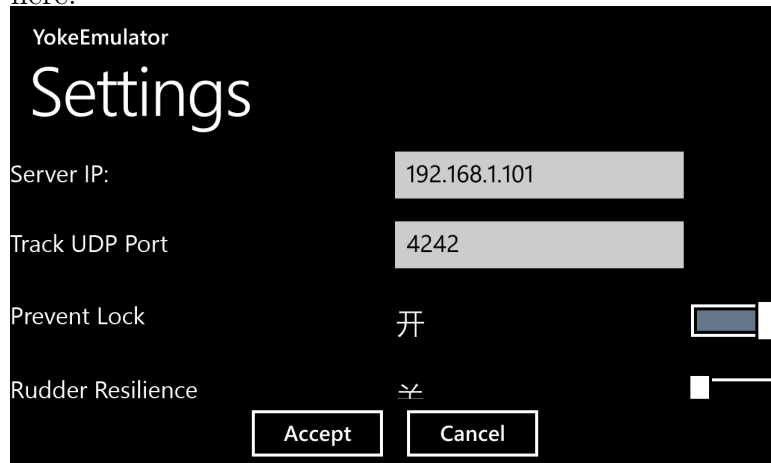 YokeEmulator
Settings
Server IP: 192.168.1.101
Track UDP Port 4242
Prevent Lock 开
Rudder Resilience
Accept Cancel